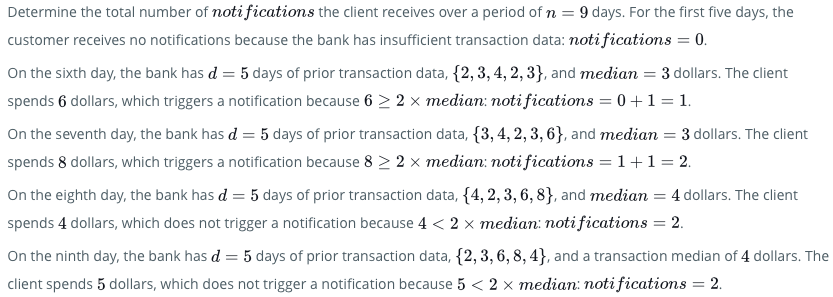 Determine the total number of notifications the client receives over a period of n = 9 days. For the first five days, the
customer receives no notifications because the bank has insufficient transaction data: notifications = 0.
On the sixth day, the bank has d = 5 days of prior transaction data, {2, 3, 4, 2, 3}, and median = 3 dollars. The client
spends 6 dollars, which triggers a notification because 6 ≥ 2 × median: notifications = 0 + 1 = 1.
On the seventh day, the bank has d = 5 days of prior transaction data, {3, 4, 2, 3, 6}, and median = 3 dollars. The client
spends 8 dollars, which triggers a notification because 8 ≥ 2 × median: notifications = 1 + 1 = 2.
On the eighth day, the bank has d = 5 days of prior transaction data, {4, 2, 3, 6, 8}, and median = 4 dollars. The client
spends 4 dollars, which does not trigger a notification because 4 < 2 × median: notifications = 2.
On the ninth day, the bank has d = 5 days of prior transaction data, {2, 3, 6, 8, 4}, and a transaction median of 4 dollars. The
client spends 5 dollars, which does not trigger a notification because 5 < 2 × median: notifications = 2.